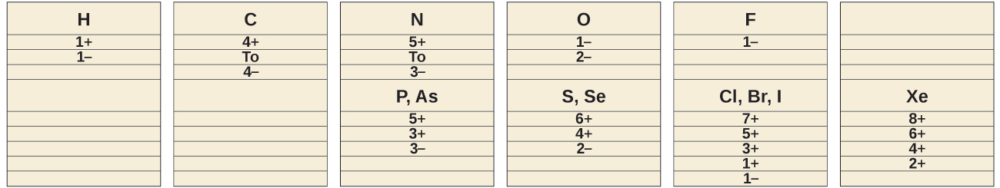 H
1+
1–
C
4+
To
4–
N
5+
To
3–
P, As
5+
3+
3–
O
1–
2–
S, Se
6+
4+
2–
F
1–
Cl, Br, I
7+
5+
3+
1+
1–
Xe
8+
6+
4+
2+